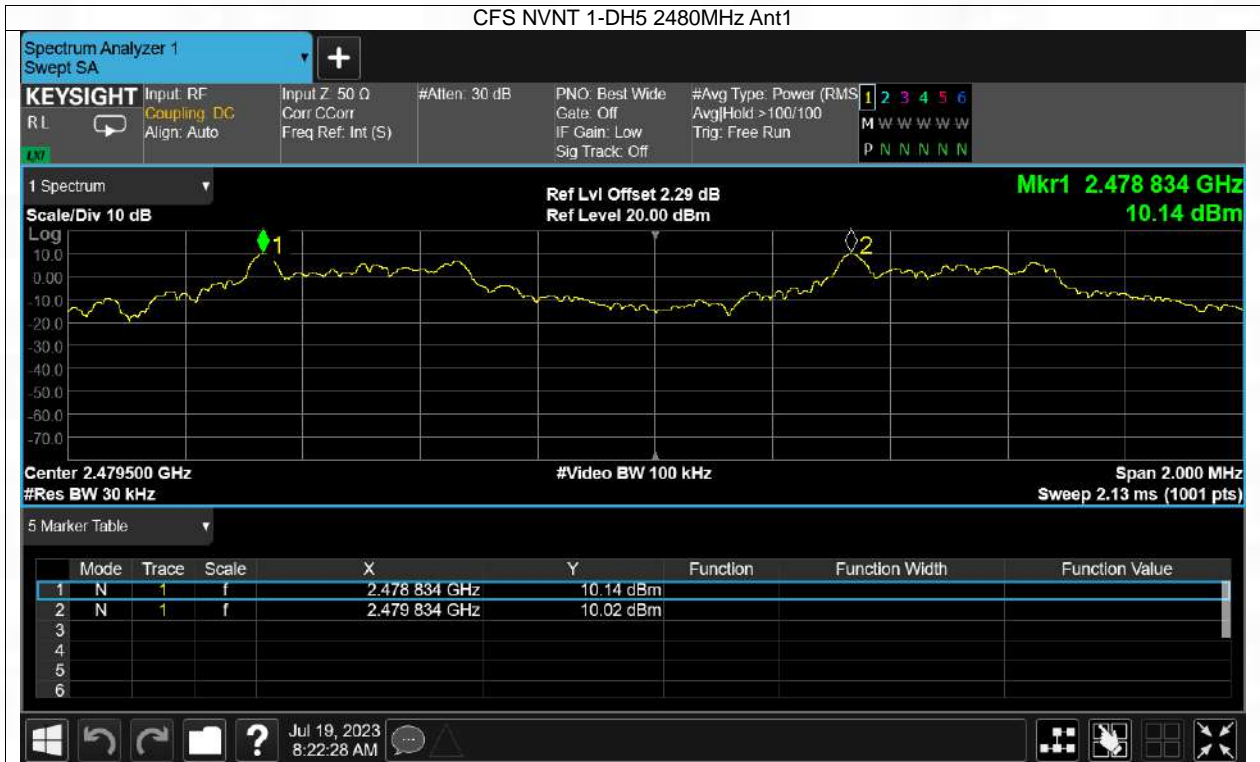 CFS NVNT 1-DH5 2480MHz Ant1
Spectrum Analyzer 1
Swept SA
+
KEYSIGHT
RL
LXI
Input: RF
Coupling: DC
Align: Auto
Input Z: 50 Ω
Corr CCorr
Freq Ref: Int (S)
#Atten: 30 dB
PNO: Best Wide
Gate: Off
IF Gain: Low
Sig Track: Off
#Avg Type: Power (RMS
Avg|Hold >100/100
Trig: Free Run
1 2 3 4 5 6
M W W W W W
P N N N N N
1 Spectrum
Scale/Div 10 dB
Ref Lvl Offset 2.29 dB
Ref Level 20.00 dBm
Mkr1 2.478 834 GHz
10.14 dBm
Log
1
2
10.0
0.00
-10.0
-20.0
-30.0
-40.0
-50.0
-60.0
-70.0
Center 2.479500 GHz
#Video BW 100 kHz
Span 2.000 MHz
#Res BW 30 kHz
Sweep 2.13 ms (1001 pts)
5 Marker Table
Mode Trace Scale X Y Function Function Width Function Value
1 N 1 f 2.478 834 GHz 10.14 dBm
2 N 1 f 2.479 834 GHz 10.02 dBm
3
4
5
6
?
Jul 19, 2023
8:22:28 AM